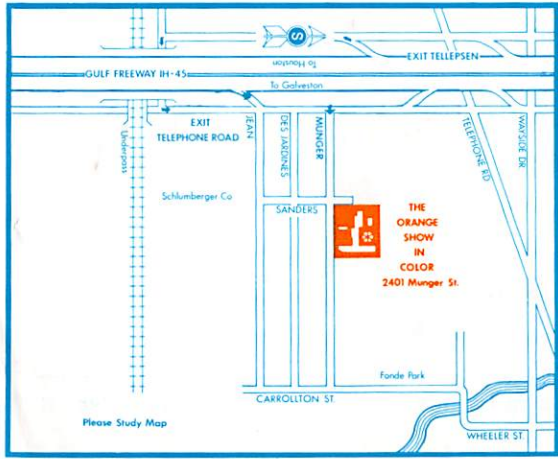 S
To Houston
EXIT TELLEPSEN
GULF FREEWAY IH-45
To Galveston
EXIT
TELEPHONE ROAD
JEAN
DES JARDINES
MUNGER
TELEPHONE RD
WAYSIDE DR.
Underpass
Schlumberger Co
SANDERS
THE
ORANGE
SHOW
IN
COLOR
2401 Munger St.
Fonde Park
CARROLLTON ST.
Please Study Map
WHEELER ST.